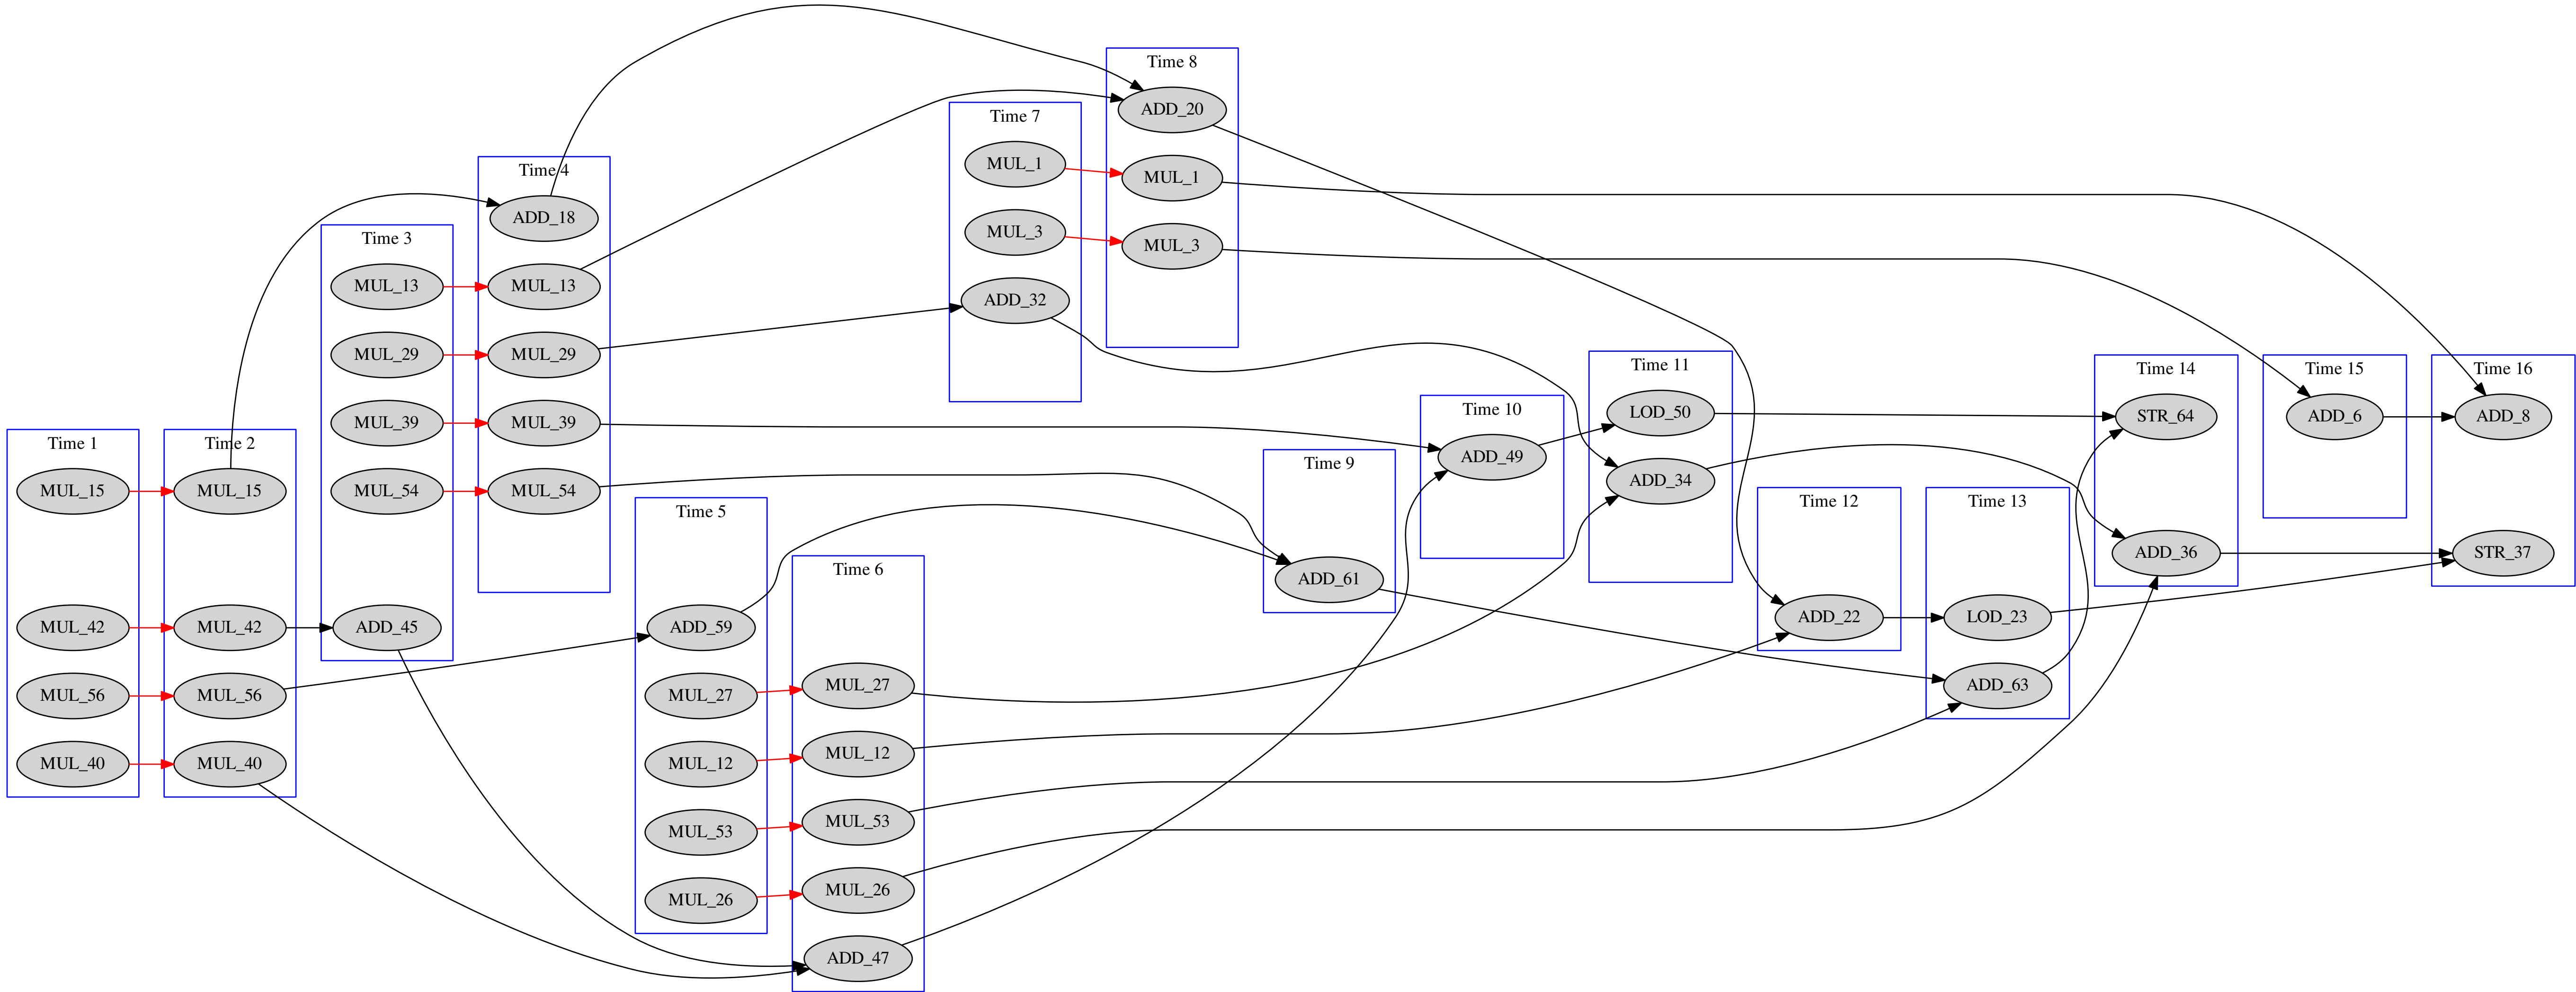 Time 1
MUL_15
MUL_42
MUL_56
MUL_40
Time 2
MUL_15
MUL_42
MUL_56
MUL_40
Time 3
MUL_13
MUL_29
MUL_39
MUL_54
ADD_45
Time 4
ADD_18
MUL_13
MUL_29
MUL_39
MUL_54
Time 5
ADD_59
MUL_27
MUL_12
MUL_53
MUL_26
Time 6
MUL_27
MUL_12
MUL_53
MUL_26
ADD_47
Time 7
MUL_1
MUL_3
ADD_32
Time 8
ADD_20
MUL_1
MUL_3
Time 9
ADD_61
Time 10
ADD_49
Time 11
LOD_50
ADD_34
Time 12
ADD_22
Time 13
LOD_23
ADD_63
Time 14
STR_64
ADD_36
Time 15
ADD_6
Time 16
ADD_8
STR_37